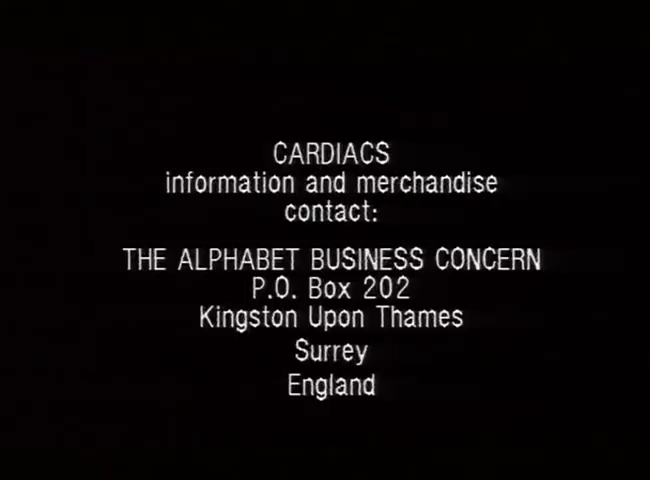 CARDIACS
information and merchandise
contact:
THE ALPHABET BUSINESS CONCERN
P.O. Box 202
Kingston Upon Thames
Surrey
England